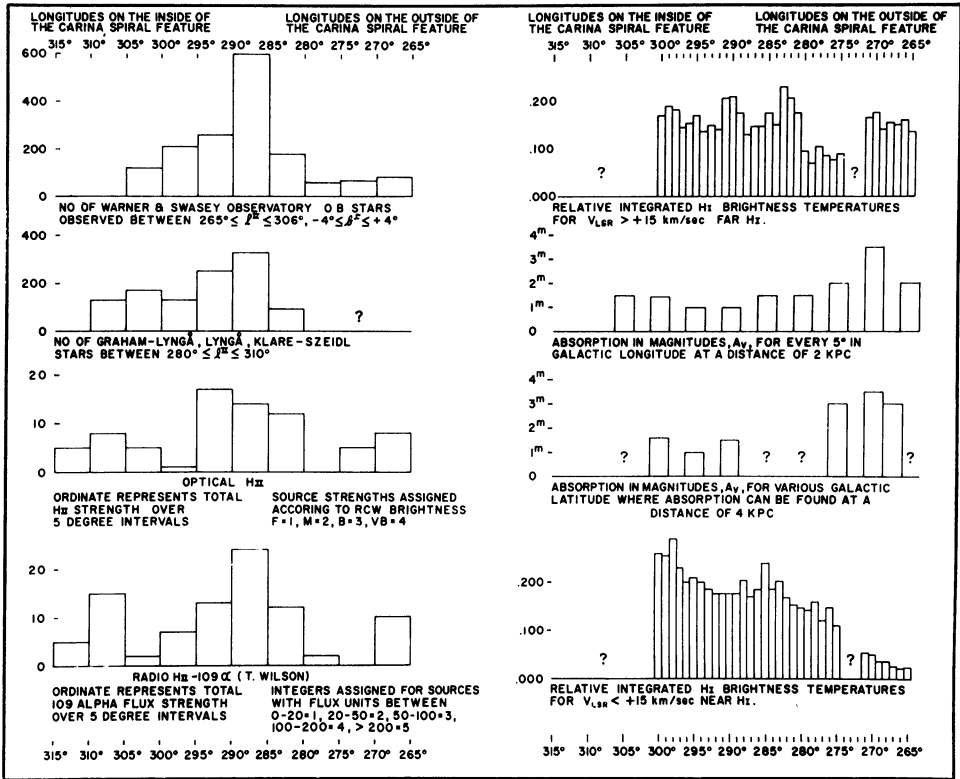 LONGITUDES ON THE INSIDE OF
THE CARINA SPIRAL FEATURE
LONGITUDES ON THE OUTSIDE OF
THE CARINA SPIRAL FEATURE
315° 310° 305° 300° 295° 290° 285° 280° 275° 270° 265°
600
400
200
0
NO OF WARNER & SWASEY OBSERVATORY OB STARS
OBSERVED BETWEEN 265° ≤ l^II ≤ 306°, -4° ≤ b^I ≤ +4°
400
200
0
?
NO OF GRAHAM-LYNGÅ, LYNGÅ, KLARE-SZEIDL
STARS BETWEEN 280° ≤ l^II ≤ 310°
20
10
0
OPTICAL HII
ORDINATE REPRESENTS TOTAL
HII STRENGTH OVER
5 DEGREE INTERVALS
SOURCE STRENGTHS ASSIGNED
ACCORING TO RCW BRIGHTNESS
F=1, M=2, B=3, VB=4
20
10
0
RADIO HII-109α (T. WILSON)
ORDINATE REPRESENTS TOTAL
109 ALPHA FLUX STRENGTH
OVER 5 DEGREE INTERVALS
INTEGERS ASSIGNED FOR SOURCES
WITH FLUX UNITS BETWEEN
0-20=1, 20-50=2, 50-100=3,
100-200=4, >200=5
315° 310° 305° 300° 295° 290° 285° 280° 275° 270° 265°
LONGITUDES ON THE INSIDE OF
THE CARINA SPIRAL FEATURE
LONGITUDES ON THE OUTSIDE OF
THE CARINA SPIRAL FEATURE
315° 310° 305° 300° 295° 290° 285° 280° 275° 270° 265°
.200
.100
.000
?
?
RELATIVE INTEGRATED HI BRIGHTNESS TEMPERATURES
FOR V_LSR > +15 km/sec FAR HI.
4m
3m
2m
1m
0
ABSORPTION IN MAGNITUDES, Av, FOR EVERY 5° IN
GALACTIC LONGITUDE AT A DISTANCE OF 2 KPC
4m
3m
2m
1m
0
? ? ? ?
ABSORPTION IN MAGNITUDES, Av, FOR VARIOUS GALACTIC
LATITUDE WHERE ABSORPTION CAN BE FOUND AT A
DISTANCE OF 4 KPC
.200
.100
.000
?
?
RELATIVE INTEGRATED HI BRIGHTNESS TEMPERATURES
FOR V_LSR < +15 km/sec NEAR HI.
315° 310° 305° 300° 295° 290° 285° 280° 275° 270° 265°